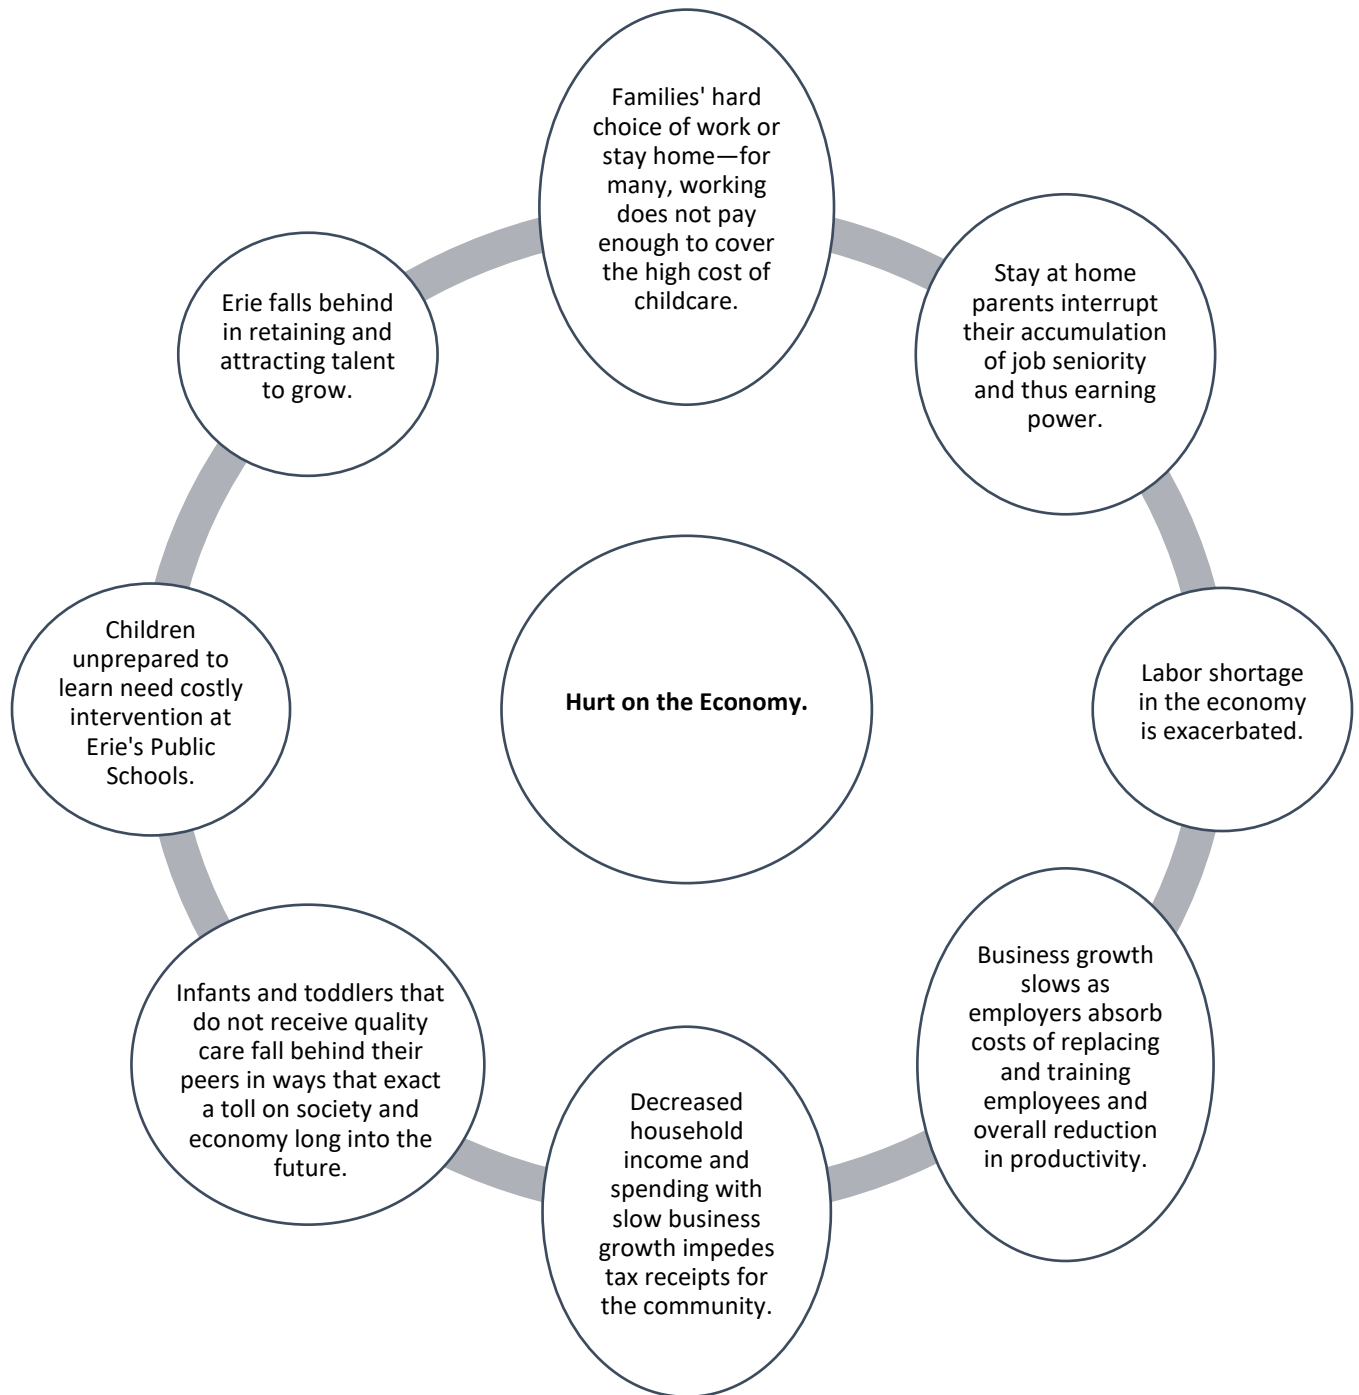 Families' hard
choice of work or
stay home—for
many, working
does not pay
enough to cover
the high cost of
childcare.
Stay at home
parents interrupt
their accumulation
of job seniority
and thus earning
power.
Labor shortage
in the economy
is exacerbated.
Business growth
slows as
employers absorb
costs of replacing
and training
employees and
overall reduction
in productivity.
Decreased
household
income and
spending with
slow business
growth impedes
tax receipts for
the community.
Infants and toddlers that
do not receive quality
care fall behind their
peers in ways that exact
a toll on society and
economy long into the
future.
Children
unprepared to
learn need costly
intervention at
Erie's Public
Schools.
Erie falls behind
in retaining and
attracting talent
to grow.
Hurt on the Economy.